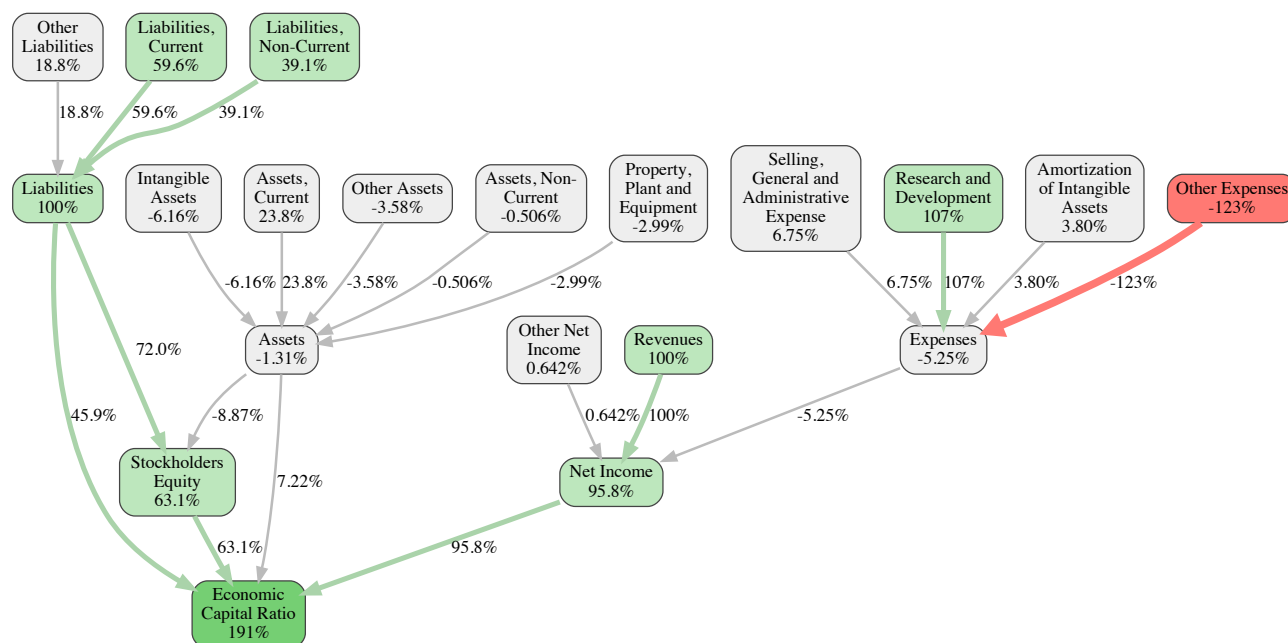 Other
Liabilities
18.8%
Liabilities,
Current
59.6%
Liabilities,
Non-Current
39.1%
18.8%
59.6%
39.1%
Liabilities
100%
Intangible
Assets
-6.16%
Assets,
Current
23.8%
Other Assets
-3.58%
Assets, Non-
Current
-0.506%
Property,
Plant and
Equipment
-2.99%
Selling,
General and
Administrative
Expense
6.75%
Research and
Development
107%
Amortization
of Intangible
Assets
3.80%
Other Expenses
-123%
-6.16%
23.8%
-3.58%
-0.506%
-2.99%
6.75%
107%
3.80%
-123%
Assets
-1.31%
Other Net
Income
0.642%
Revenues
100%
Expenses
-5.25%
72.0%
45.9%
-8.87%
0.642%
100%
-5.25%
Stockholders
Equity
63.1%
7.22%
Net Income
95.8%
63.1%
95.8%
Economic
Capital Ratio
191%